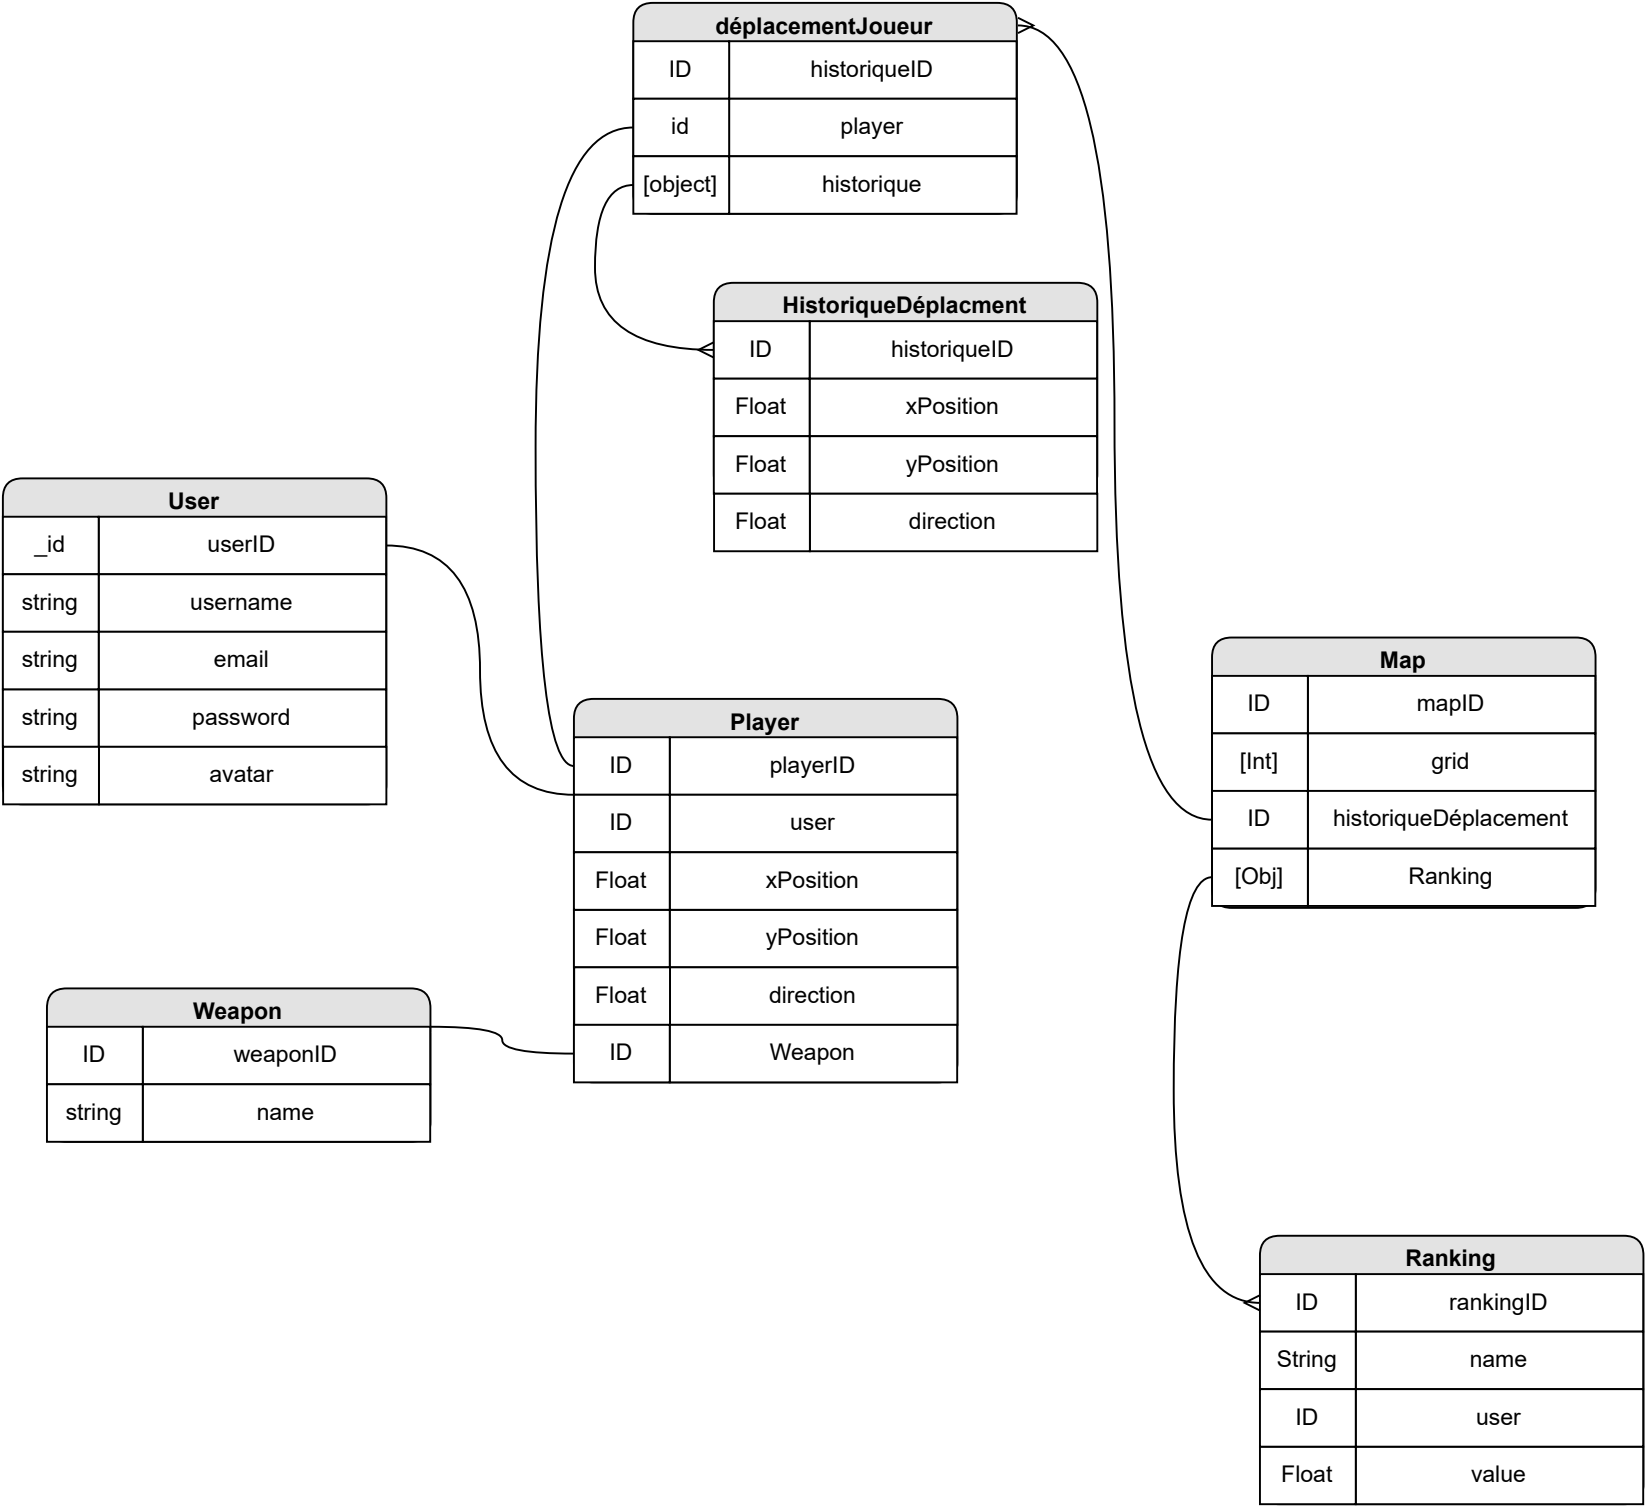 déplacementJoueur
ID historiqueID
id player
[object] historique
HistoriqueDéplacment
ID historiqueID
Float xPosition
Float yPosition
Float direction
User
_id userID
string username
string email
string password
string avatar
Player
ID playerID
ID user
Float xPosition
Float yPosition
Float direction
ID Weapon
Map
ID mapID
[Int] grid
ID historiqueDéplacement
[Obj] Ranking
Weapon
ID weaponID
string name
Ranking
ID rankingID
String name
ID user
Float value